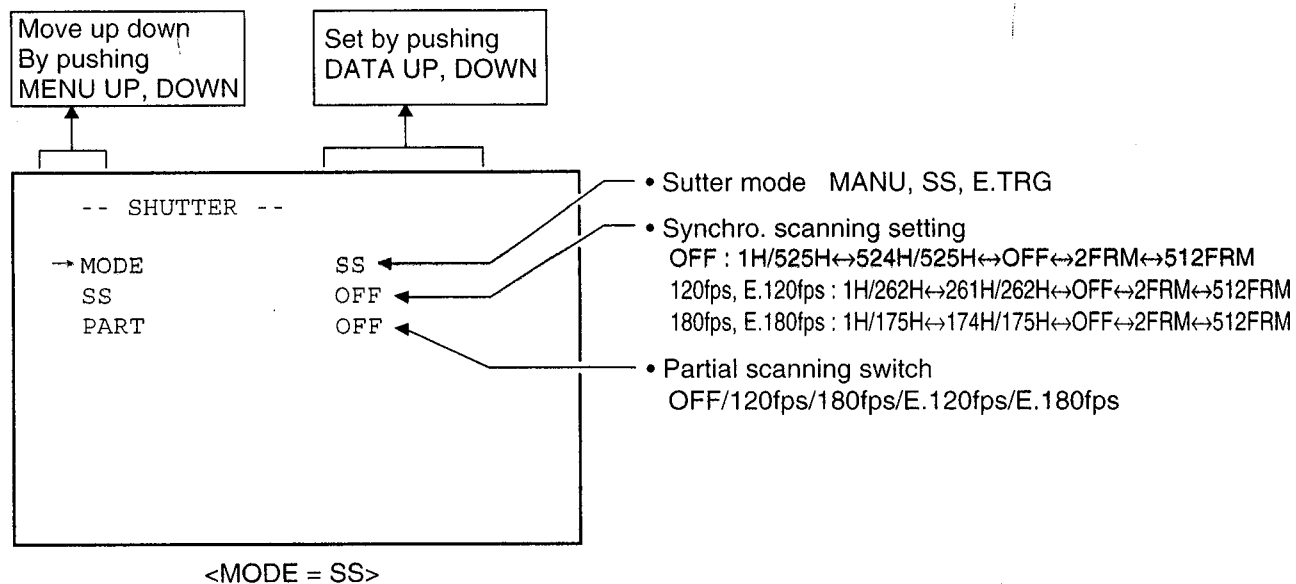 Move up down
By pushing
MENU UP, DOWN
Set by pushing
DATA UP, DOWN
-- SHUTTER --
→ MODE SS
SS OFF
PART OFF
• Sutter mode MANU, SS, E.TRG
• Synchro. scanning setting
OFF : 1H/525H↔524H/525H↔OFF↔2FRM↔512FRM
120fps, E.120fps : 1H/262H↔261H/262H↔OFF↔2FRM↔512FRM
180fps, E.180fps : 1H/175H↔174H/175H↔OFF↔2FRM↔512FRM
• Partial scanning switch
OFF/120fps/180fps/E.120fps/E.180fps
<MODE = SS>